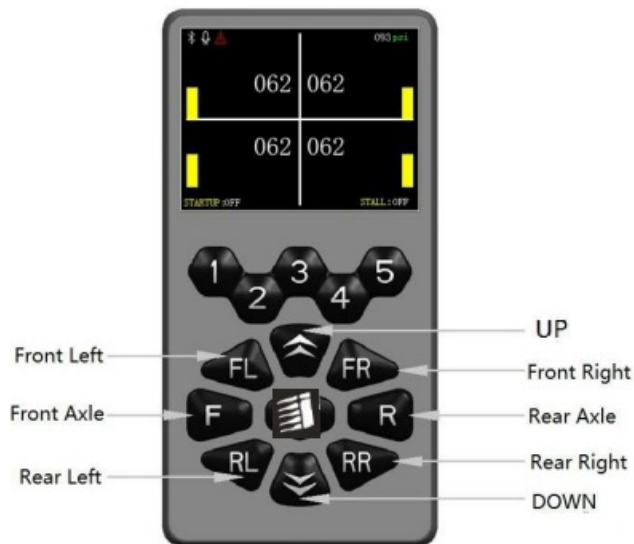 093 psi
062 062
062 062
STARTUP:OFF STALL:OFF
1 2 3 4 5
UP
Front Left FL FR Front Right
Front Axle F R Rear Axle
Rear Left RL RR Rear Right
DOWN